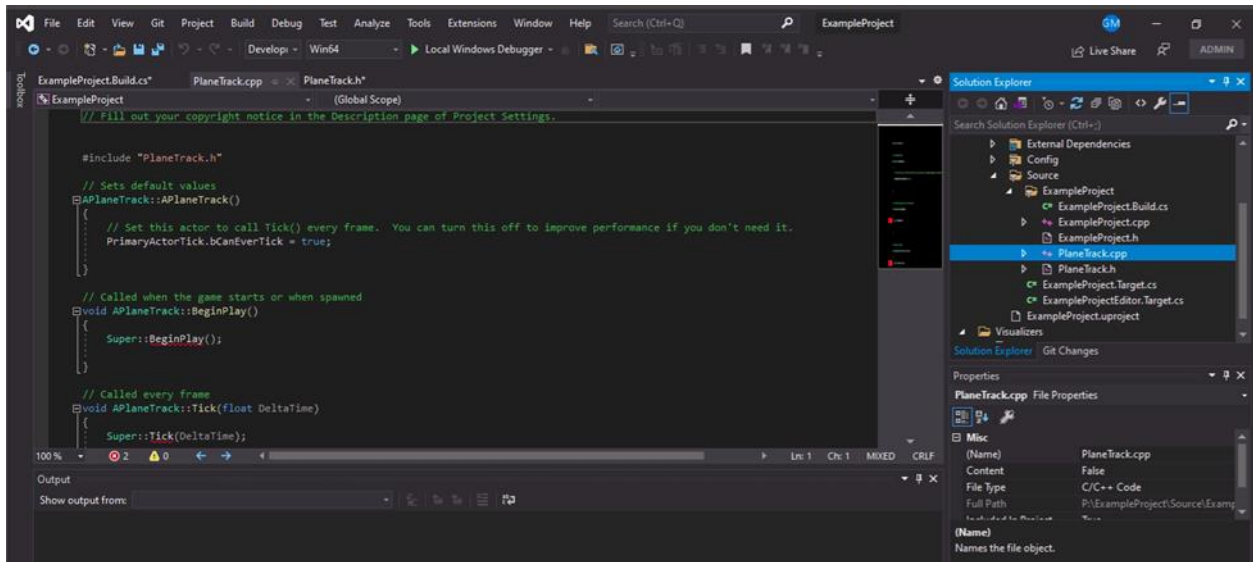 File Edit View Git Project Build Debug Test Analyze Tools Extensions Window Help Search (Ctrl+Q) ExampleProject GM
Develop Win64 Local Windows Debugger Live Share ADMIN
Toolbox
ExampleProject.Build.cs* PlaneTrack.cpp PlaneTrack.h*
ExampleProject (Global Scope)
// Fill out your copyright notice in the Description page of Project Settings.
#include "PlaneTrack.h"
// Sets default values
APlaneTrack::APlaneTrack()
{
// Set this actor to call Tick() every frame.  You can turn this off to improve performance if you don't need it.
PrimaryActorTick.bCanEverTick = true;
}
// Called when the game starts or when spawned
void APlaneTrack::BeginPlay()
{
Super::BeginPlay();
}
// Called every frame
void APlaneTrack::Tick(float DeltaTime)
{
Super::Tick(DeltaTime);
100 % 2 0 Ln: 1 Ch: 1 MIXED CRLF
Output
Show output from:
Solution Explorer
Search Solution Explorer (Ctrl+;)
External Dependencies
Config
Source
ExampleProject
ExampleProject.Build.cs
ExampleProject.cpp
ExampleProject.h
PlaneTrack.cpp
PlaneTrack.h
ExampleProject.Target.cs
ExampleProjectEditor.Target.cs
ExampleProject.uproject
Visualizers
Solution Explorer Git Changes
Properties
PlaneTrack.cpp File Properties
Misc
(Name) PlaneTrack.cpp
Content False
File Type C/C++ Code
Full Path P:\ExampleProject\Source\Examp
Included In Project True
(Name)
Names the file object.